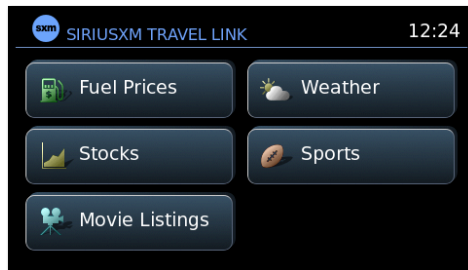 sxm SIRIUSXM TRAVEL LINK 12:24
Fuel Prices Weather
Stocks Sports
Movie Listings